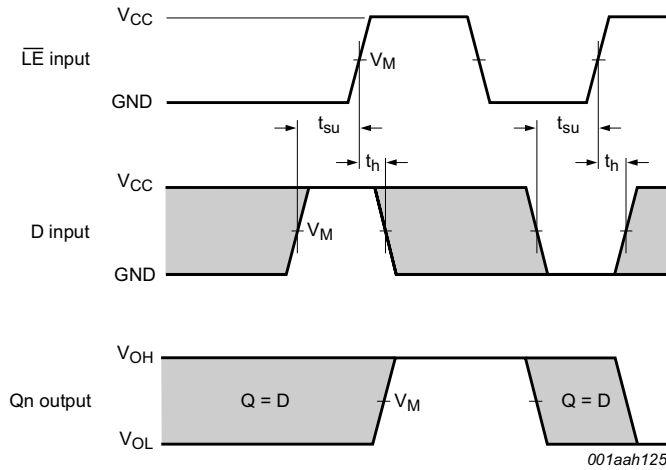 VCC
LE input
VM
GND
tsu
tsu
th
th
VCC
D input
VM
GND
VOH
Qn output
Q = D
VM
Q = D
VOL
001aah125